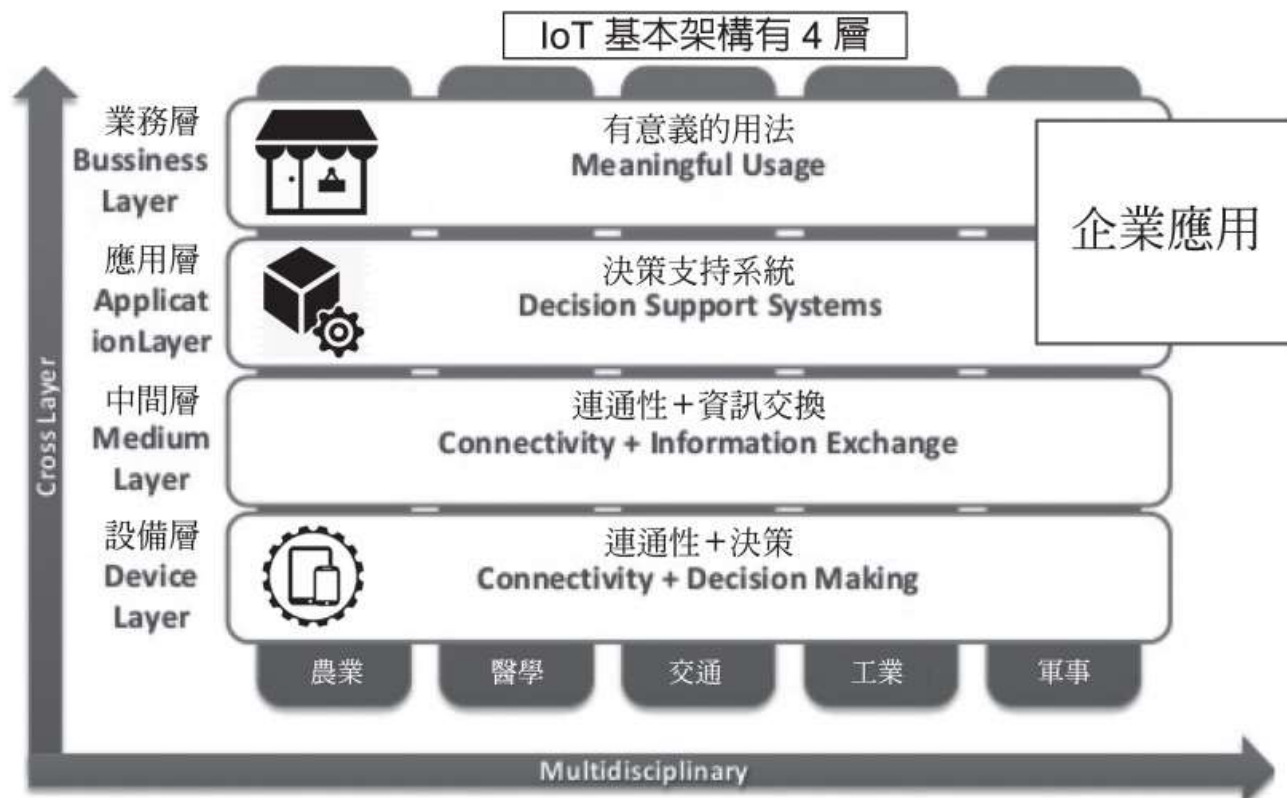 IoT 基本架構有 4 層
業務層
Bussiness
Layer
有意義的用法
Meaningful Usage
企業應用
應用層
Applicat
ionLayer
決策支持系統
Decision Support Systems
中間層
Medium
Layer
連通性＋資訊交換
Connectivity + Information Exchange
設備層
Device
Layer
連通性＋決策
Connectivity + Decision Making
農業
醫學
交通
工業
軍事
Cross Layer
Multidisciplinary